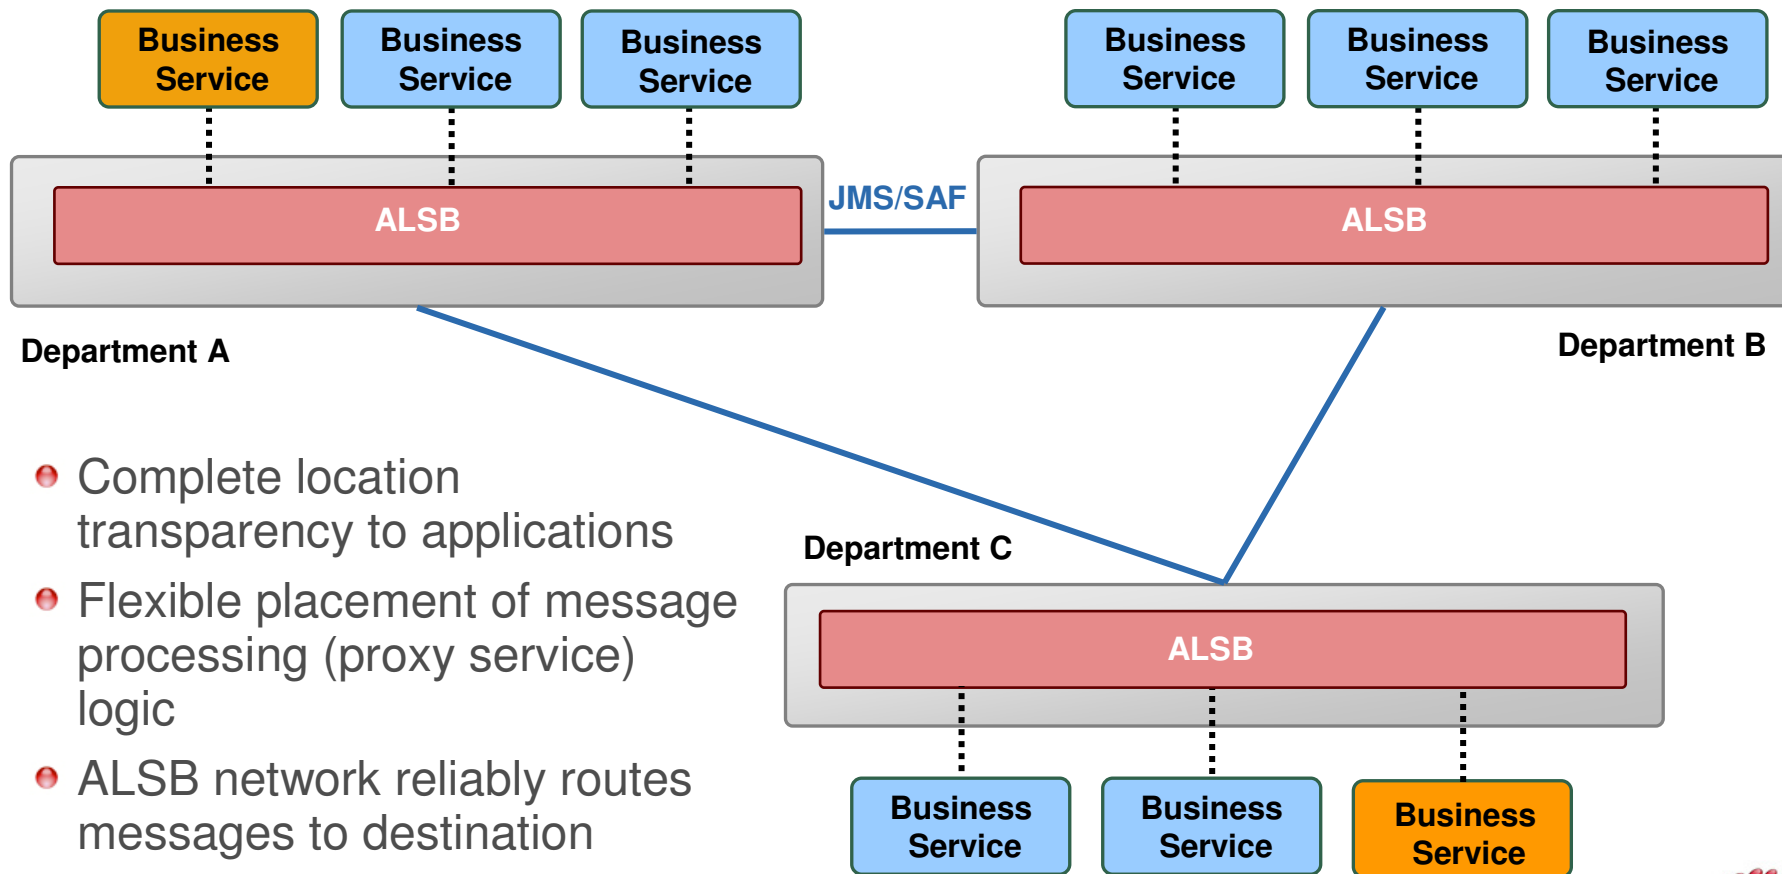 Business
Service
Business
Service
Business
Service
Business
Service
Business
Service
Business
Service
ALSB
JMS/SAF
ALSB
Department A
Department B
Complete location
transparency to applications
Flexible placement of message
processing (proxy service)
logic
ALSB network reliably routes
messages to destination
Department C
ALSB
Business
Service
Business
Service
Business
Service